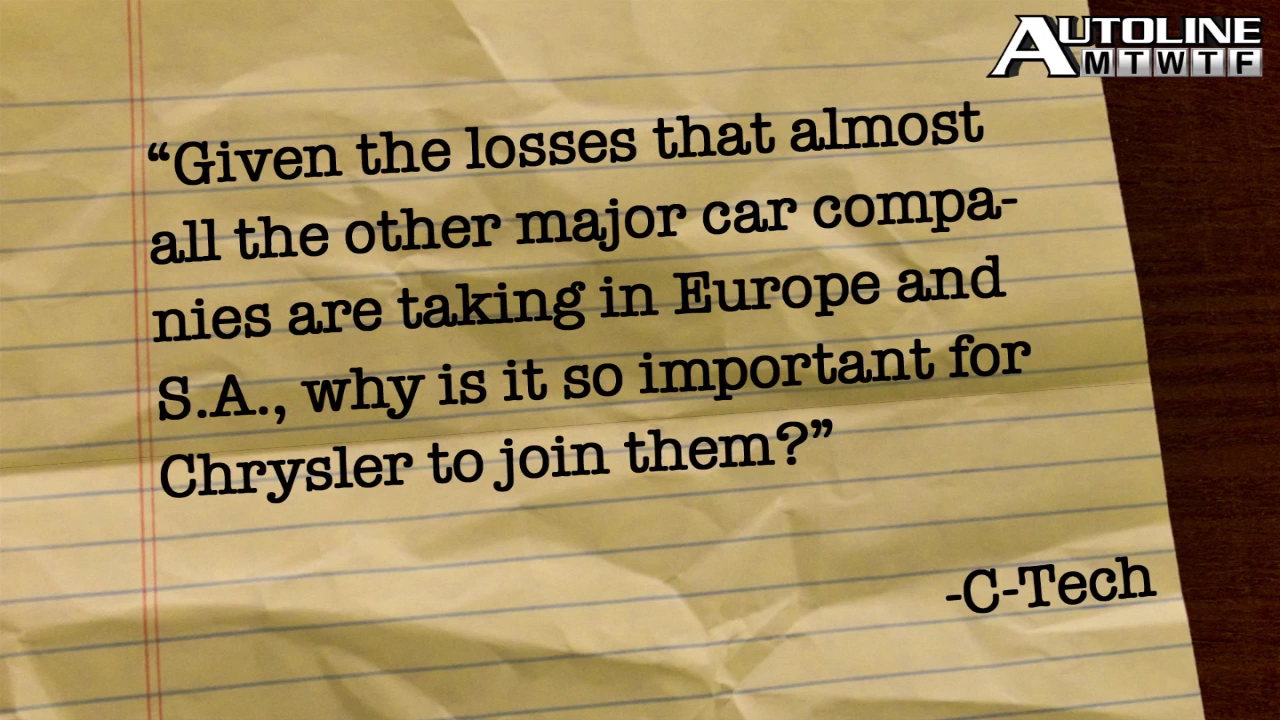 AUTOLINE
MTWTF
“Given the losses that almost
all the other major car compa-
nies are taking in Europe and
S.A., why is it so important for
Chrysler to join them?”
-C-Tech